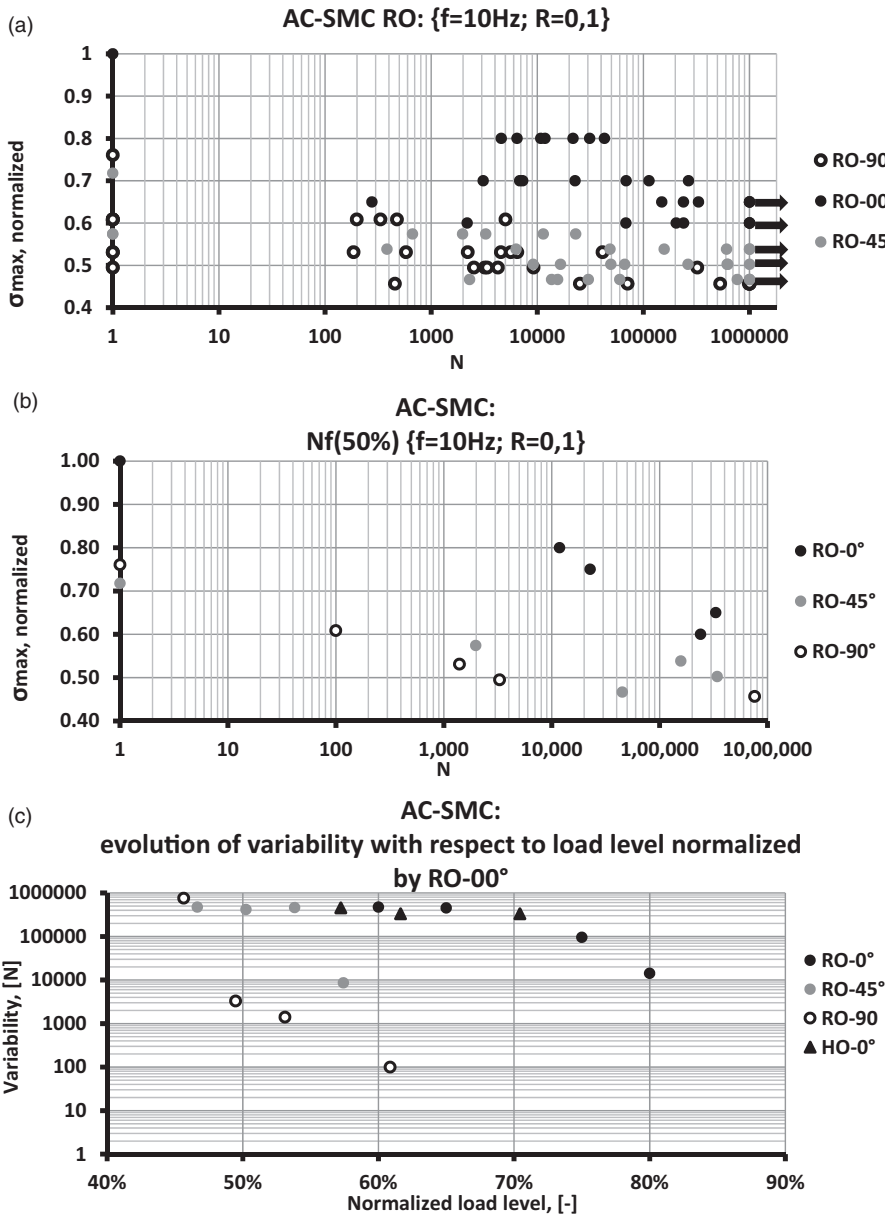 (a)
AC-SMC RO: {f=10Hz; R=0,1}
σmax, normalized
1
0.9
0.8
0.7
0.6
0.5
0.4
1
10
100
1000
10000
100000
1000000
N
RO-90
RO-00
RO-45
(b)
AC-SMC:
Nf(50%) {f=10Hz; R=0,1}
σmax, normalized
1.00
0.90
0.80
0.70
0.60
0.50
0.40
1
10
100
1,000
10,000
1,00,000
10,00,000
N
RO-0°
RO-45°
RO-90°
(c)
AC-SMC:
evolution of variability with respect to load level normalized
by RO-00°
Variability, [N]
1000000
100000
10000
1000
100
10
1
40%
50%
60%
70%
80%
90%
Normalized load level, [-]
RO-0°
RO-45°
RO-90
HO-0°